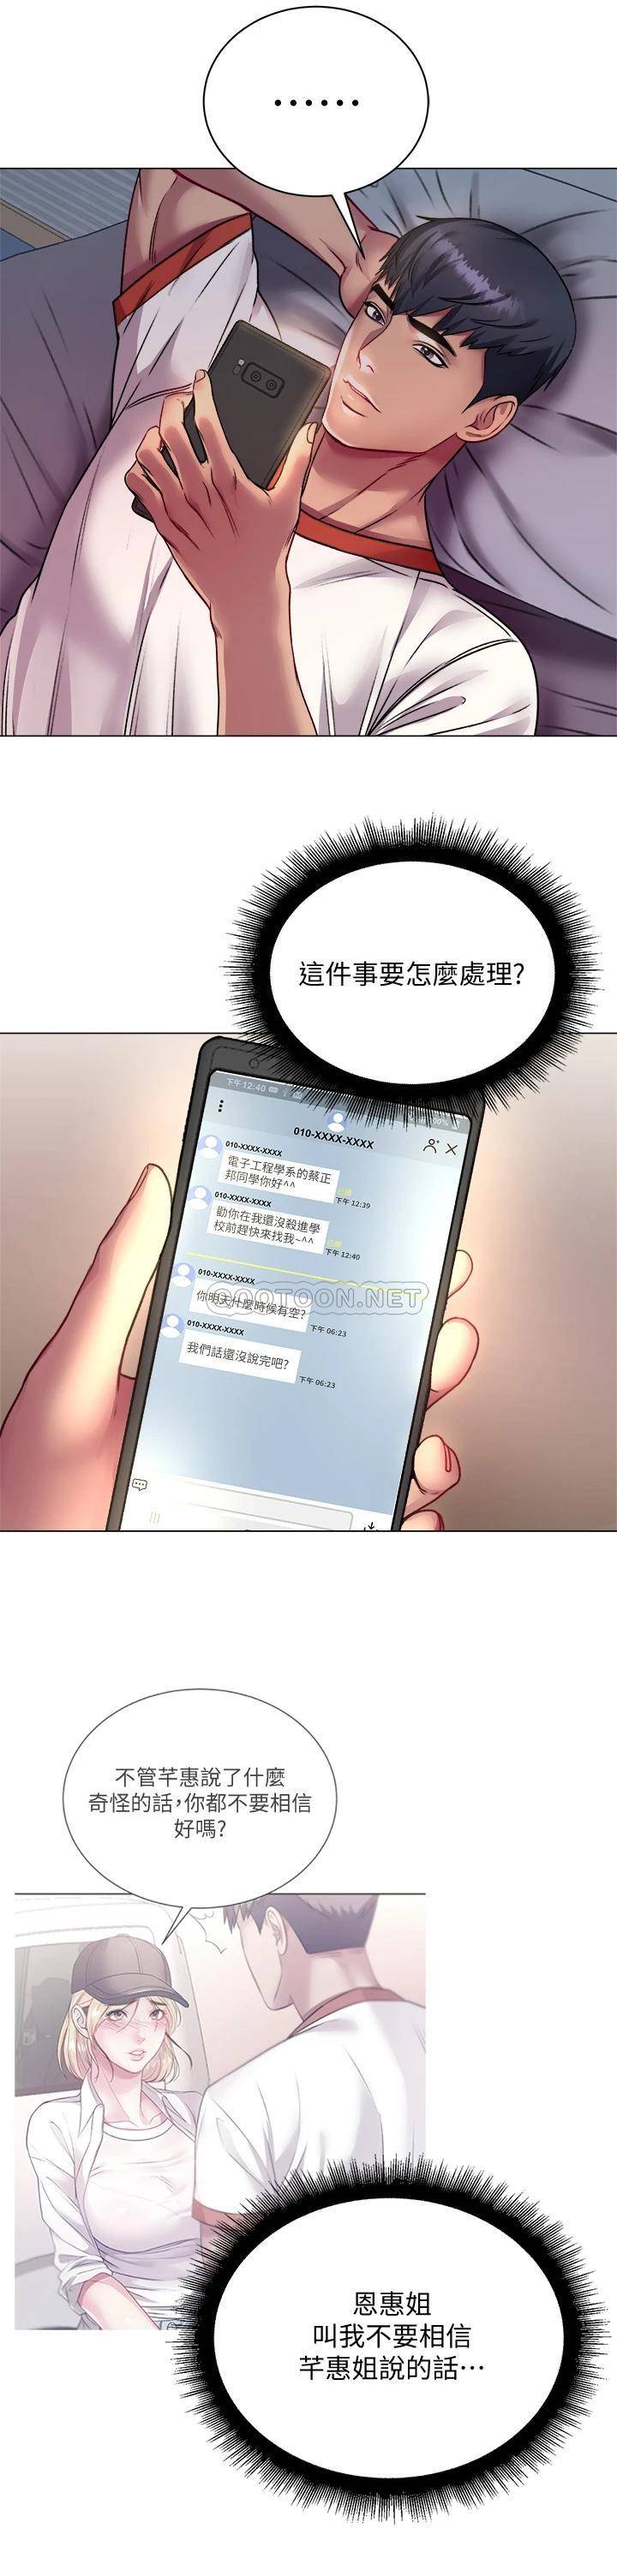 ……
這件事要怎麼處理?
下午 12:40
100%
010-XXXX-XXXX
010-XXXX-XXXX
電子工程學系的蔡正
邦同學你好^^
下午 12:39
010-XXXX-XXXX
勸你在我還沒殺進學
校前趕快來找我~^^
下午 12:40
010-XXXX-XXXX
你明天什麼時候有空?
下午 06:23
010-XXXX-XXXX
我們話還沒說完吧?
下午 06:23
GOOTOON.NET
不管芊惠說了什麼
奇怪的話,你都不要相信
好嗎?
恩惠姐
叫我不要相信
芊惠姐說的話⋯